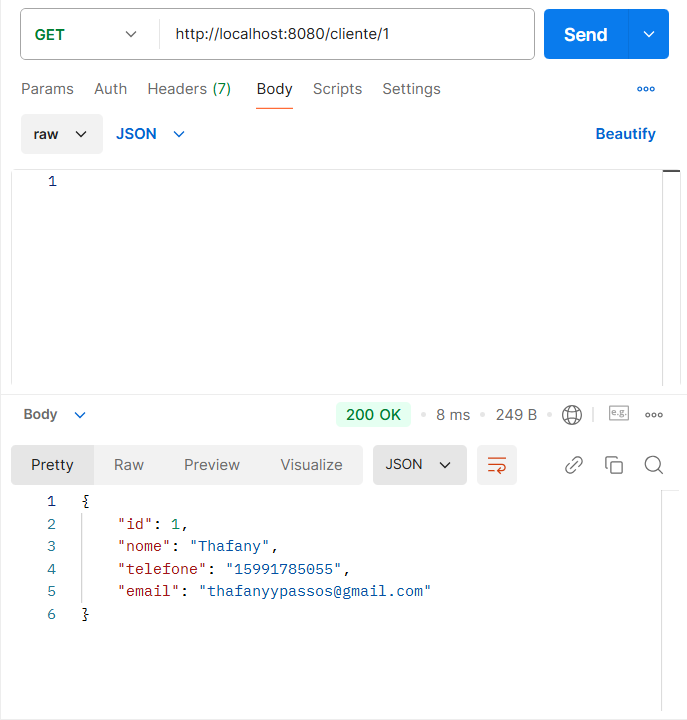 GET http://localhost:8080/cliente/1 Send
Params Auth Headers (7) Body Scripts Settings
raw JSON Beautify
1
Body 200 OK 8 ms 249 B e.g.
Pretty Raw Preview Visualize JSON
1 {
2 "id": 1,
3 "nome": "Thafany",
4 "telefone": "15991785055",
5 "email": "thafanyypassos@gmail.com"
6 }